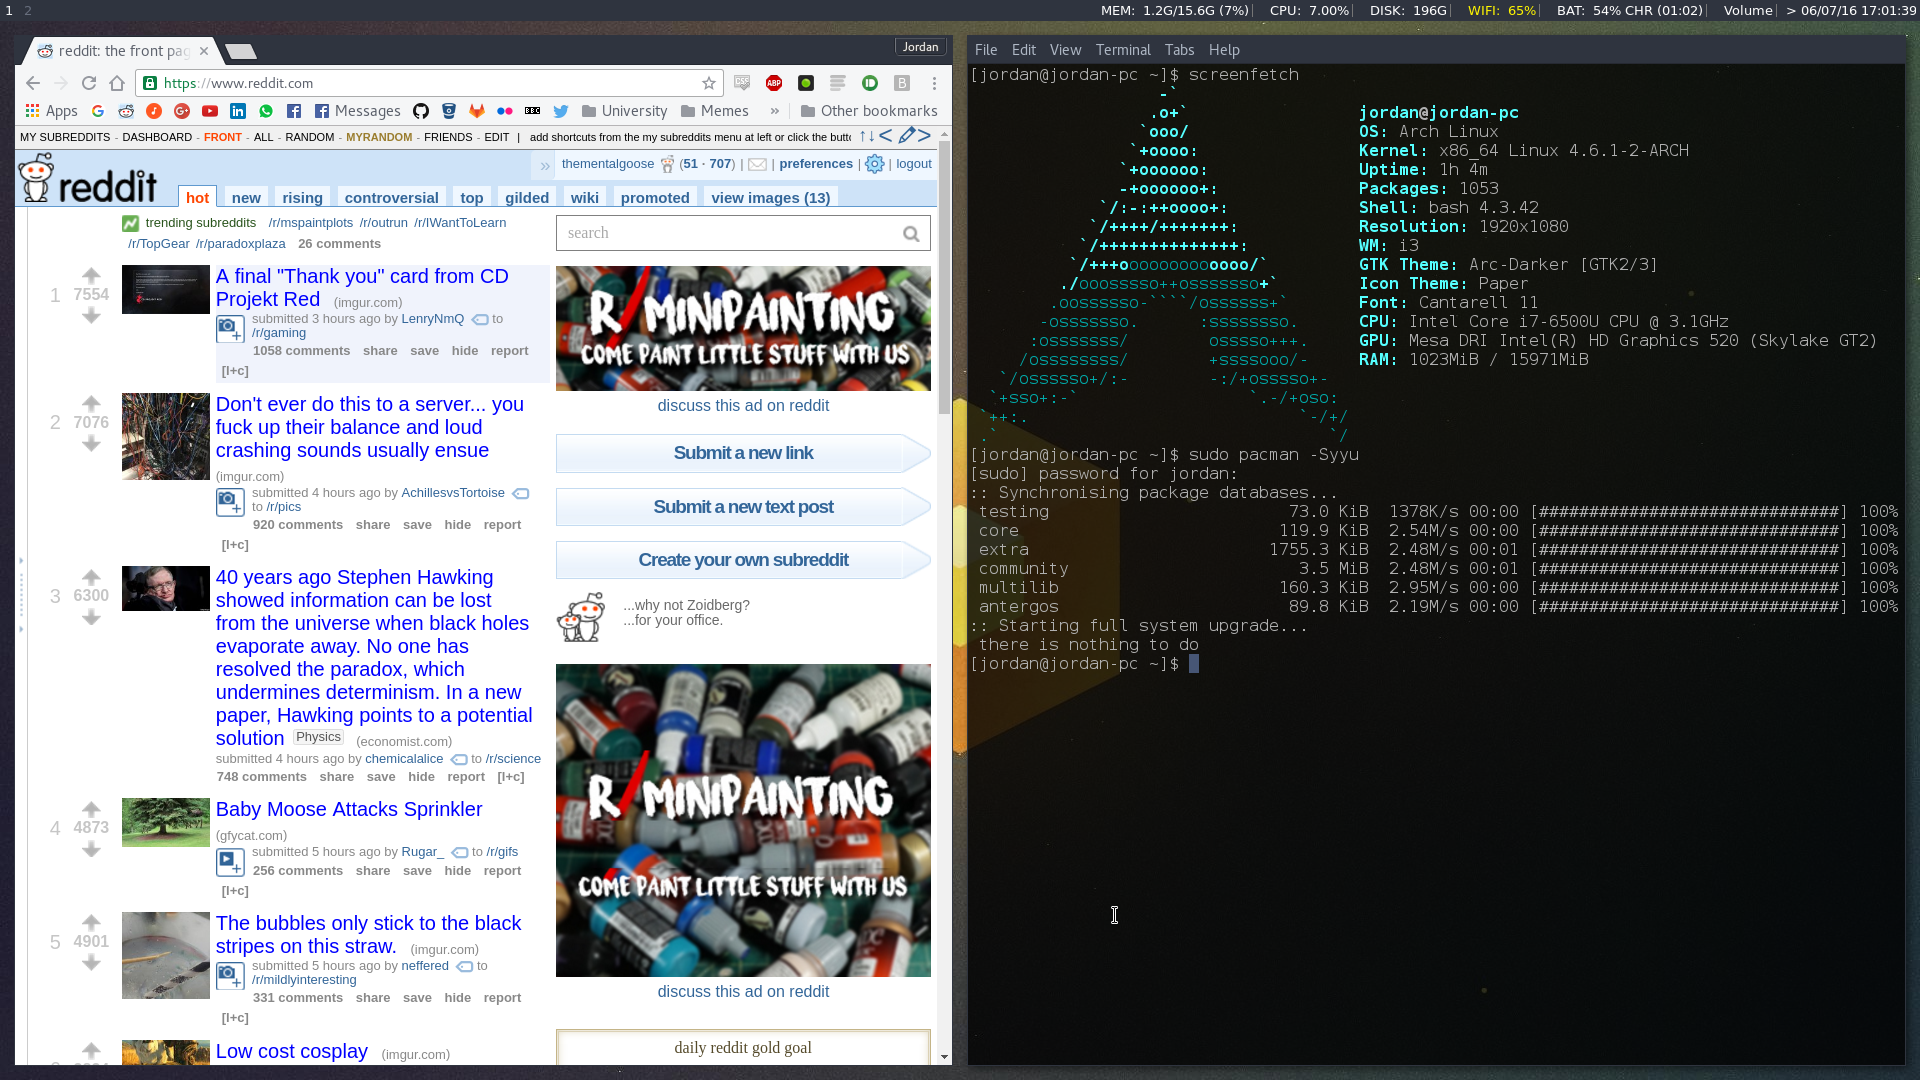 1 2
MEM: 1.2G/15.6G (7%) | CPU: 7.00% | DISK: 196G | WIFI: 65% | BAT: 54% CHR (01:02) | Volume | > 06/07/16 17:01:39
reddit: the front pag
Jordan
https://www.reddit.com
ABP
B
Apps
Messages
BBC
University
Memes
»
Other bookmarks
MY SUBREDDITS - DASHBOARD - FRONT - ALL - RANDOM - MYRANDOM - FRIENDS - EDIT | add shortcuts from the my subreddits menu at left or click the butt
reddit
» thementalgoose (51 · 707) | | preferences | | logout
hot new rising controversial top gilded wiki promoted view images (13)
trending subreddits /r/mspaintplots /r/outrun /r/IWantToLearn
/r/TopGear /r/paradoxplaza 26 comments
1
7554
A final "Thank you" card from CD
Projekt Red (imgur.com)
submitted 3 hours ago by LenryNmQ to
/r/gaming
1058 comments share save hide report
[l+c]
2
7076
Don't ever do this to a server... you
fuck up their balance and loud
crashing sounds usually ensue
(imgur.com)
submitted 4 hours ago by AchillesvsTortoise
to /r/pics
920 comments share save hide report
[l+c]
3
6300
40 years ago Stephen Hawking
showed information can be lost
from the universe when black holes
evaporate away. No one has
resolved the paradox, which
undermines determinism. In a new
paper, Hawking points to a potential
solution Physics (economist.com)
submitted 4 hours ago by chemicalalice to /r/science
748 comments share save hide report [l+c]
4
4873
Baby Moose Attacks Sprinkler
(gfycat.com)
submitted 5 hours ago by Rugar_ to /r/gifs
256 comments share save hide report
[l+c]
5
4901
The bubbles only stick to the black
stripes on this straw. (imgur.com)
submitted 5 hours ago by neffered to
/r/mildlyinteresting
331 comments share save hide report
[l+c]
Low cost cosplay (imgur.com)
search
R/MINIPAINTING
COME PAINT LITTLE STUFF WITH US
discuss this ad on reddit
Submit a new link
Submit a new text post
Create your own subreddit
...why not Zoidberg?
...for your office.
R/MINIPAINTING
COME PAINT LITTLE STUFF WITH US
discuss this ad on reddit
daily reddit gold goal
File Edit View Terminal Tabs Help
[jordan@jordan-pc ~]$ screenfetch
-`
.o+`
`ooo/
`+oooo:
`+oooooo:
-+oooooo+:
`/:-:++oooo+:
`/++++/+++++++:
`/++++++++++++++:
`/+++ooooooooooooo/`
./ooosssso++osssssso+`
.oossssso-````/ossssss+`
-osssssso. :ssssssso.
:osssssss/ osssso+++.
/ossssssss/ +ssssooo/-
`/ossssso+/:- -:/+osssso+-
`+sso+:-` `.-/+oso:
`++:. `-/+/
.` `/
jordan@jordan-pc
OS: Arch Linux
Kernel: x86_64 Linux 4.6.1-2-ARCH
Uptime: 1h 4m
Packages: 1053
Shell: bash 4.3.42
Resolution: 1920x1080
WM: i3
GTK Theme: Arc-Darker [GTK2/3]
Icon Theme: Paper
Font: Cantarell 11
CPU: Intel Core i7-6500U CPU @ 3.1GHz
GPU: Mesa DRI Intel(R) HD Graphics 520 (Skylake GT2)
RAM: 1023MiB / 15971MiB
[jordan@jordan-pc ~]$ sudo pacman -Syyu
[sudo] password for jordan:
:: Synchronising package databases...
testing 73.0 KiB 1378K/s 00:00 [##############################] 100%
core 119.9 KiB 2.54M/s 00:00 [##############################] 100%
extra 1755.3 KiB 2.48M/s 00:01 [##############################] 100%
community 3.5 MiB 2.48M/s 00:01 [##############################] 100%
multilib 160.3 KiB 2.95M/s 00:00 [##############################] 100%
antergos 89.8 KiB 2.19M/s 00:00 [##############################] 100%
:: Starting full system upgrade...
there is nothing to do
[jordan@jordan-pc ~]$